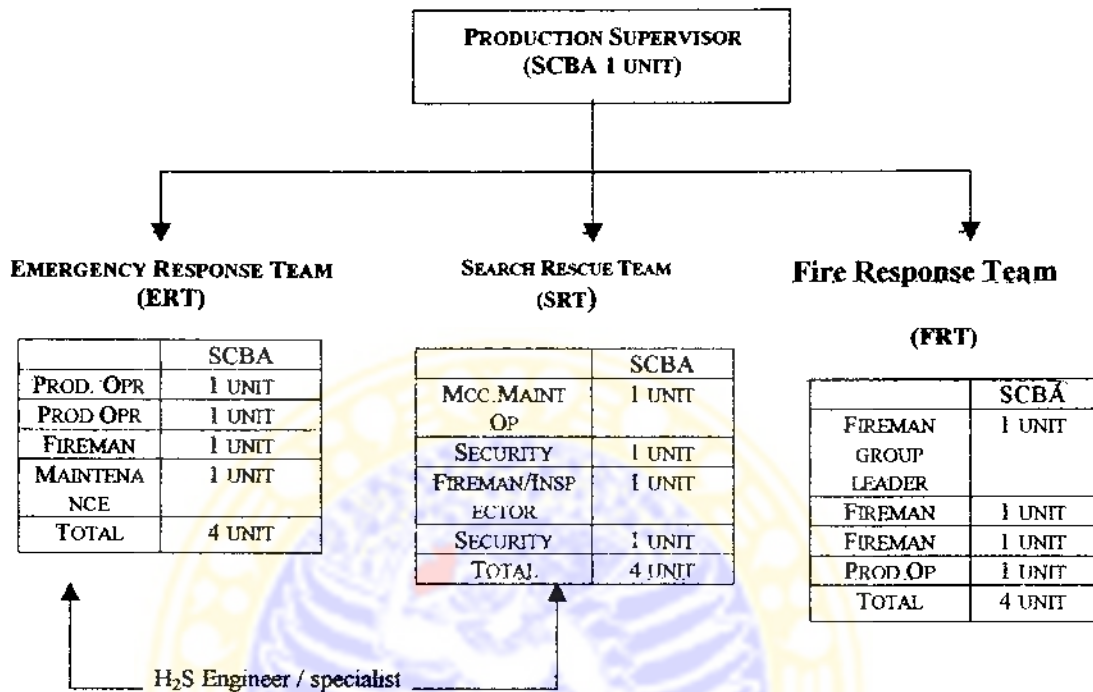 PRODUCTION SUPERVISOR
(SCBA 1 UNIT)
EMERGENCY RESPONSE TEAM
(ERT)
SCBA
PROD. OPR 1 UNIT
PROD OPR 1 UNIT
FIREMAN 1 UNIT
MAINTENA 1 UNIT
NCE
TOTAL 4 UNIT
SEARCH RESCUE TEAM
(SRT)
SCBA
MCC.MAINT 1 UNIT
OP
SECURITY 1 UNIT
FIREMAN/INSP 1 UNIT
ECTOR
SECURITY 1 UNIT
TOTAL 4 UNIT
Fire Response Team
(FRT)
SCBA
FIREMAN 1 UNIT
GROUP
LEADER
FIREMAN 1 UNIT
FIREMAN 1 UNIT
PROD.OP 1 UNIT
TOTAL 4 UNIT
H₂S Engineer / specialist